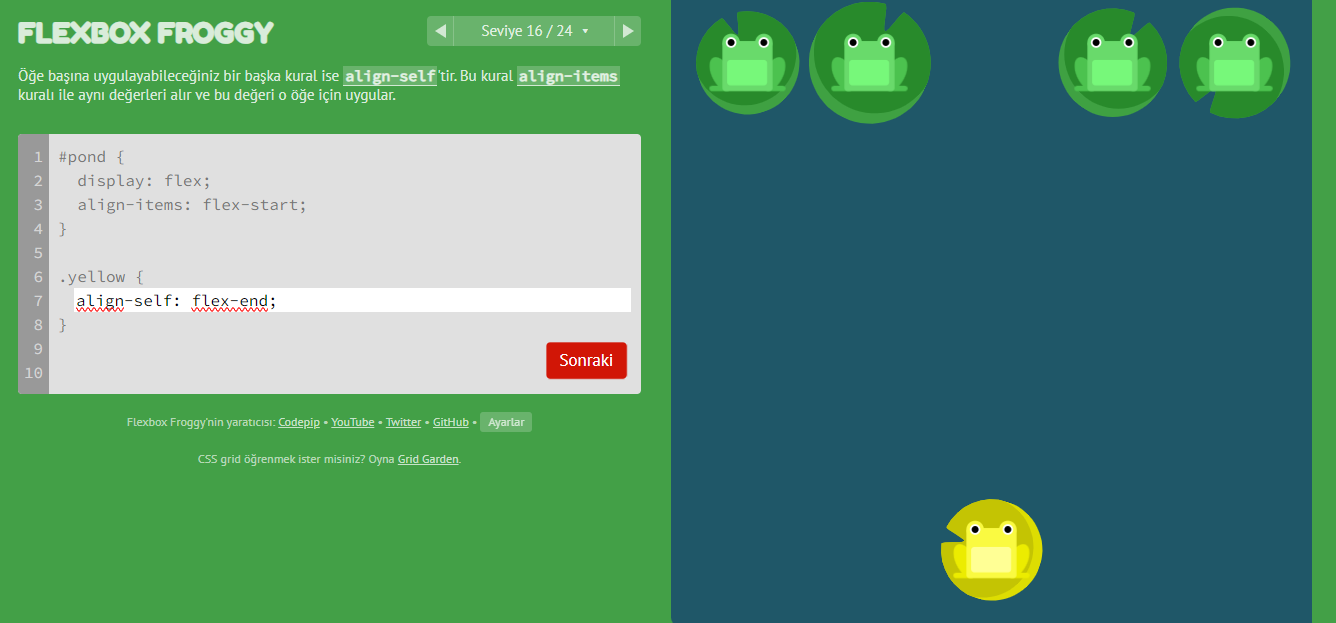 FLEXBOX FROGGY
◀ Seviye 16 / 24 ▾ ▶
Öğe başına uygulayabileceğiniz bir başka kural ise align-self'tir. Bu kural align-items
kuralı ile aynı değerleri alır ve bu değeri o öğe için uygular.
1 #pond {
2   display: flex;
3   align-items: flex-start;
4 }
5
6 .yellow {
7   align-self: flex-end;
8 }
9
10
Sonraki
Flexbox Froggy'nin yaratıcısı: Codepip • YouTube • Twitter • GitHub • Ayarlar
CSS grid öğrenmek ister misiniz? Oyna Grid Garden.